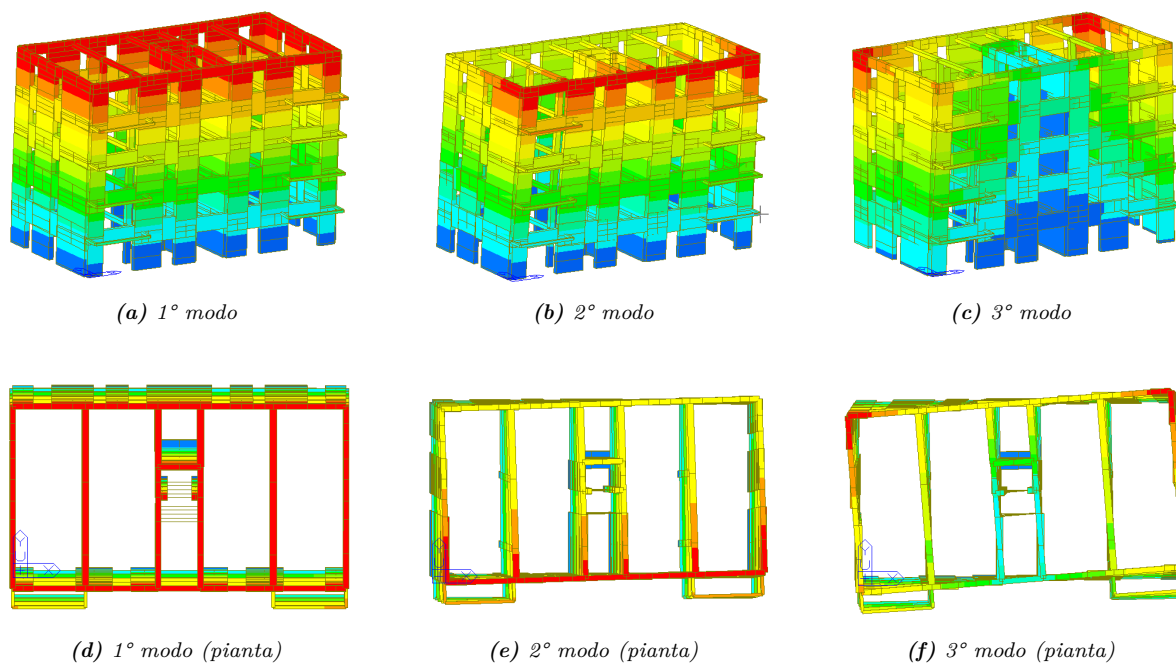 (a) 1° modo
(b) 2° modo
(c) 3° modo
Y
U
X
Y
X
Y
X
(d) 1° modo (pianta)
(e) 2° modo (pianta)
(f) 3° modo (pianta)